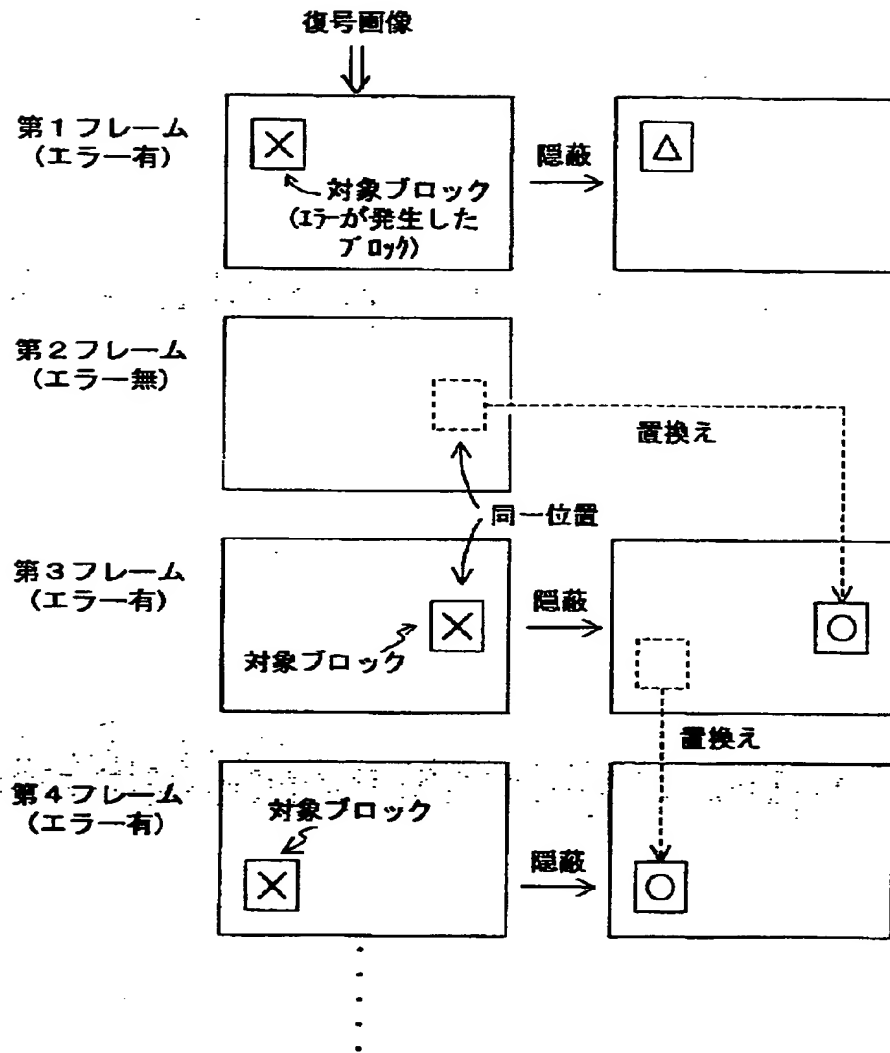 復号画像
第1フレーム
(エラー有)
対象ブロック
(ｴﾗｰが発生した
ブロック)
隠蔽
第2フレーム
(エラー無)
置換え
同一位置
第3フレーム
(エラー有)
対象ブロック
隠蔽
置換え
第4フレーム
(エラー有)
対象ブロック
隠蔽